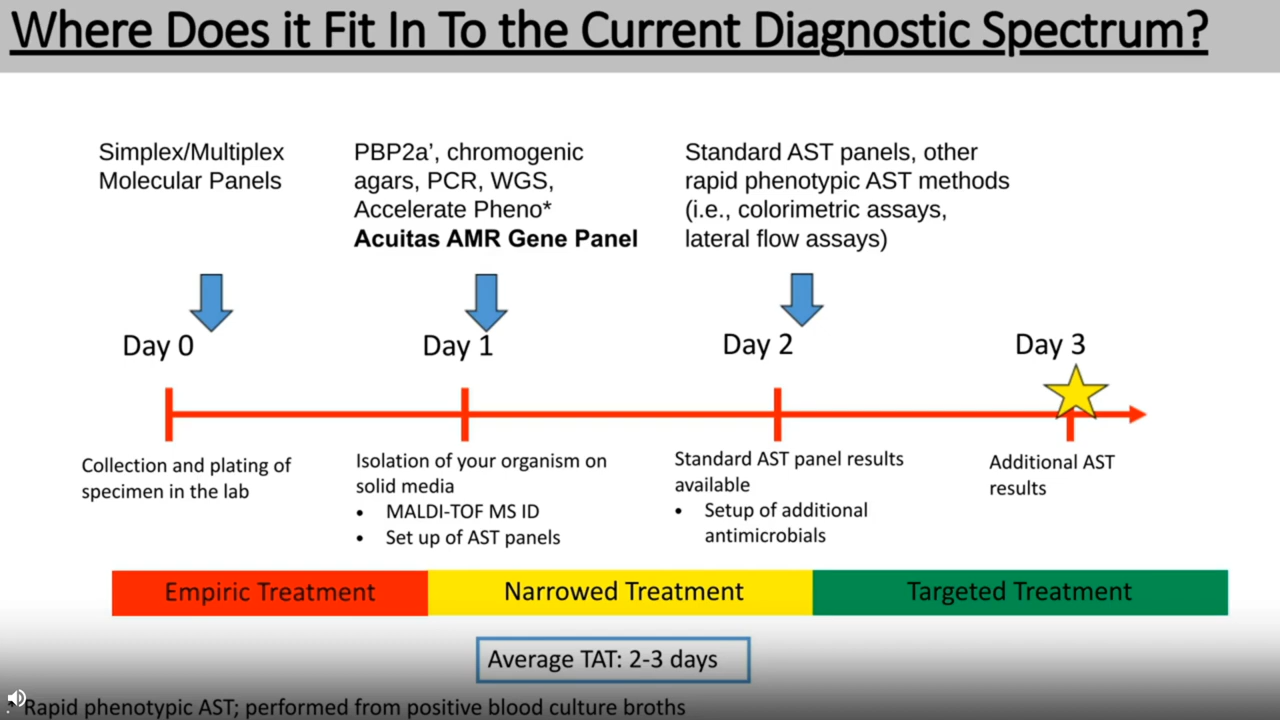 Where Does it Fit In To the Current Diagnostic Spectrum?
Simplex/Multiplex
Molecular Panels
PBP2a’, chromogenic
agars, PCR, WGS,
Accelerate Pheno*
Acuitas AMR Gene Panel
Standard AST panels, other
rapid phenotypic AST methods
(i.e., colorimetric assays,
lateral flow assays)
Day 0
Day 1
Day 2
Day 3
Collection and plating of
specimen in the lab
Isolation of your organism on
solid media
• MALDI-TOF MS ID
• Set up of AST panels
Standard AST panel results
available
• Setup of additional
antimicrobials
Additional AST
results
Empiric Treatment
Narrowed Treatment
Targeted Treatment
Average TAT: 2-3 days
* Rapid phenotypic AST; performed from positive blood culture broths